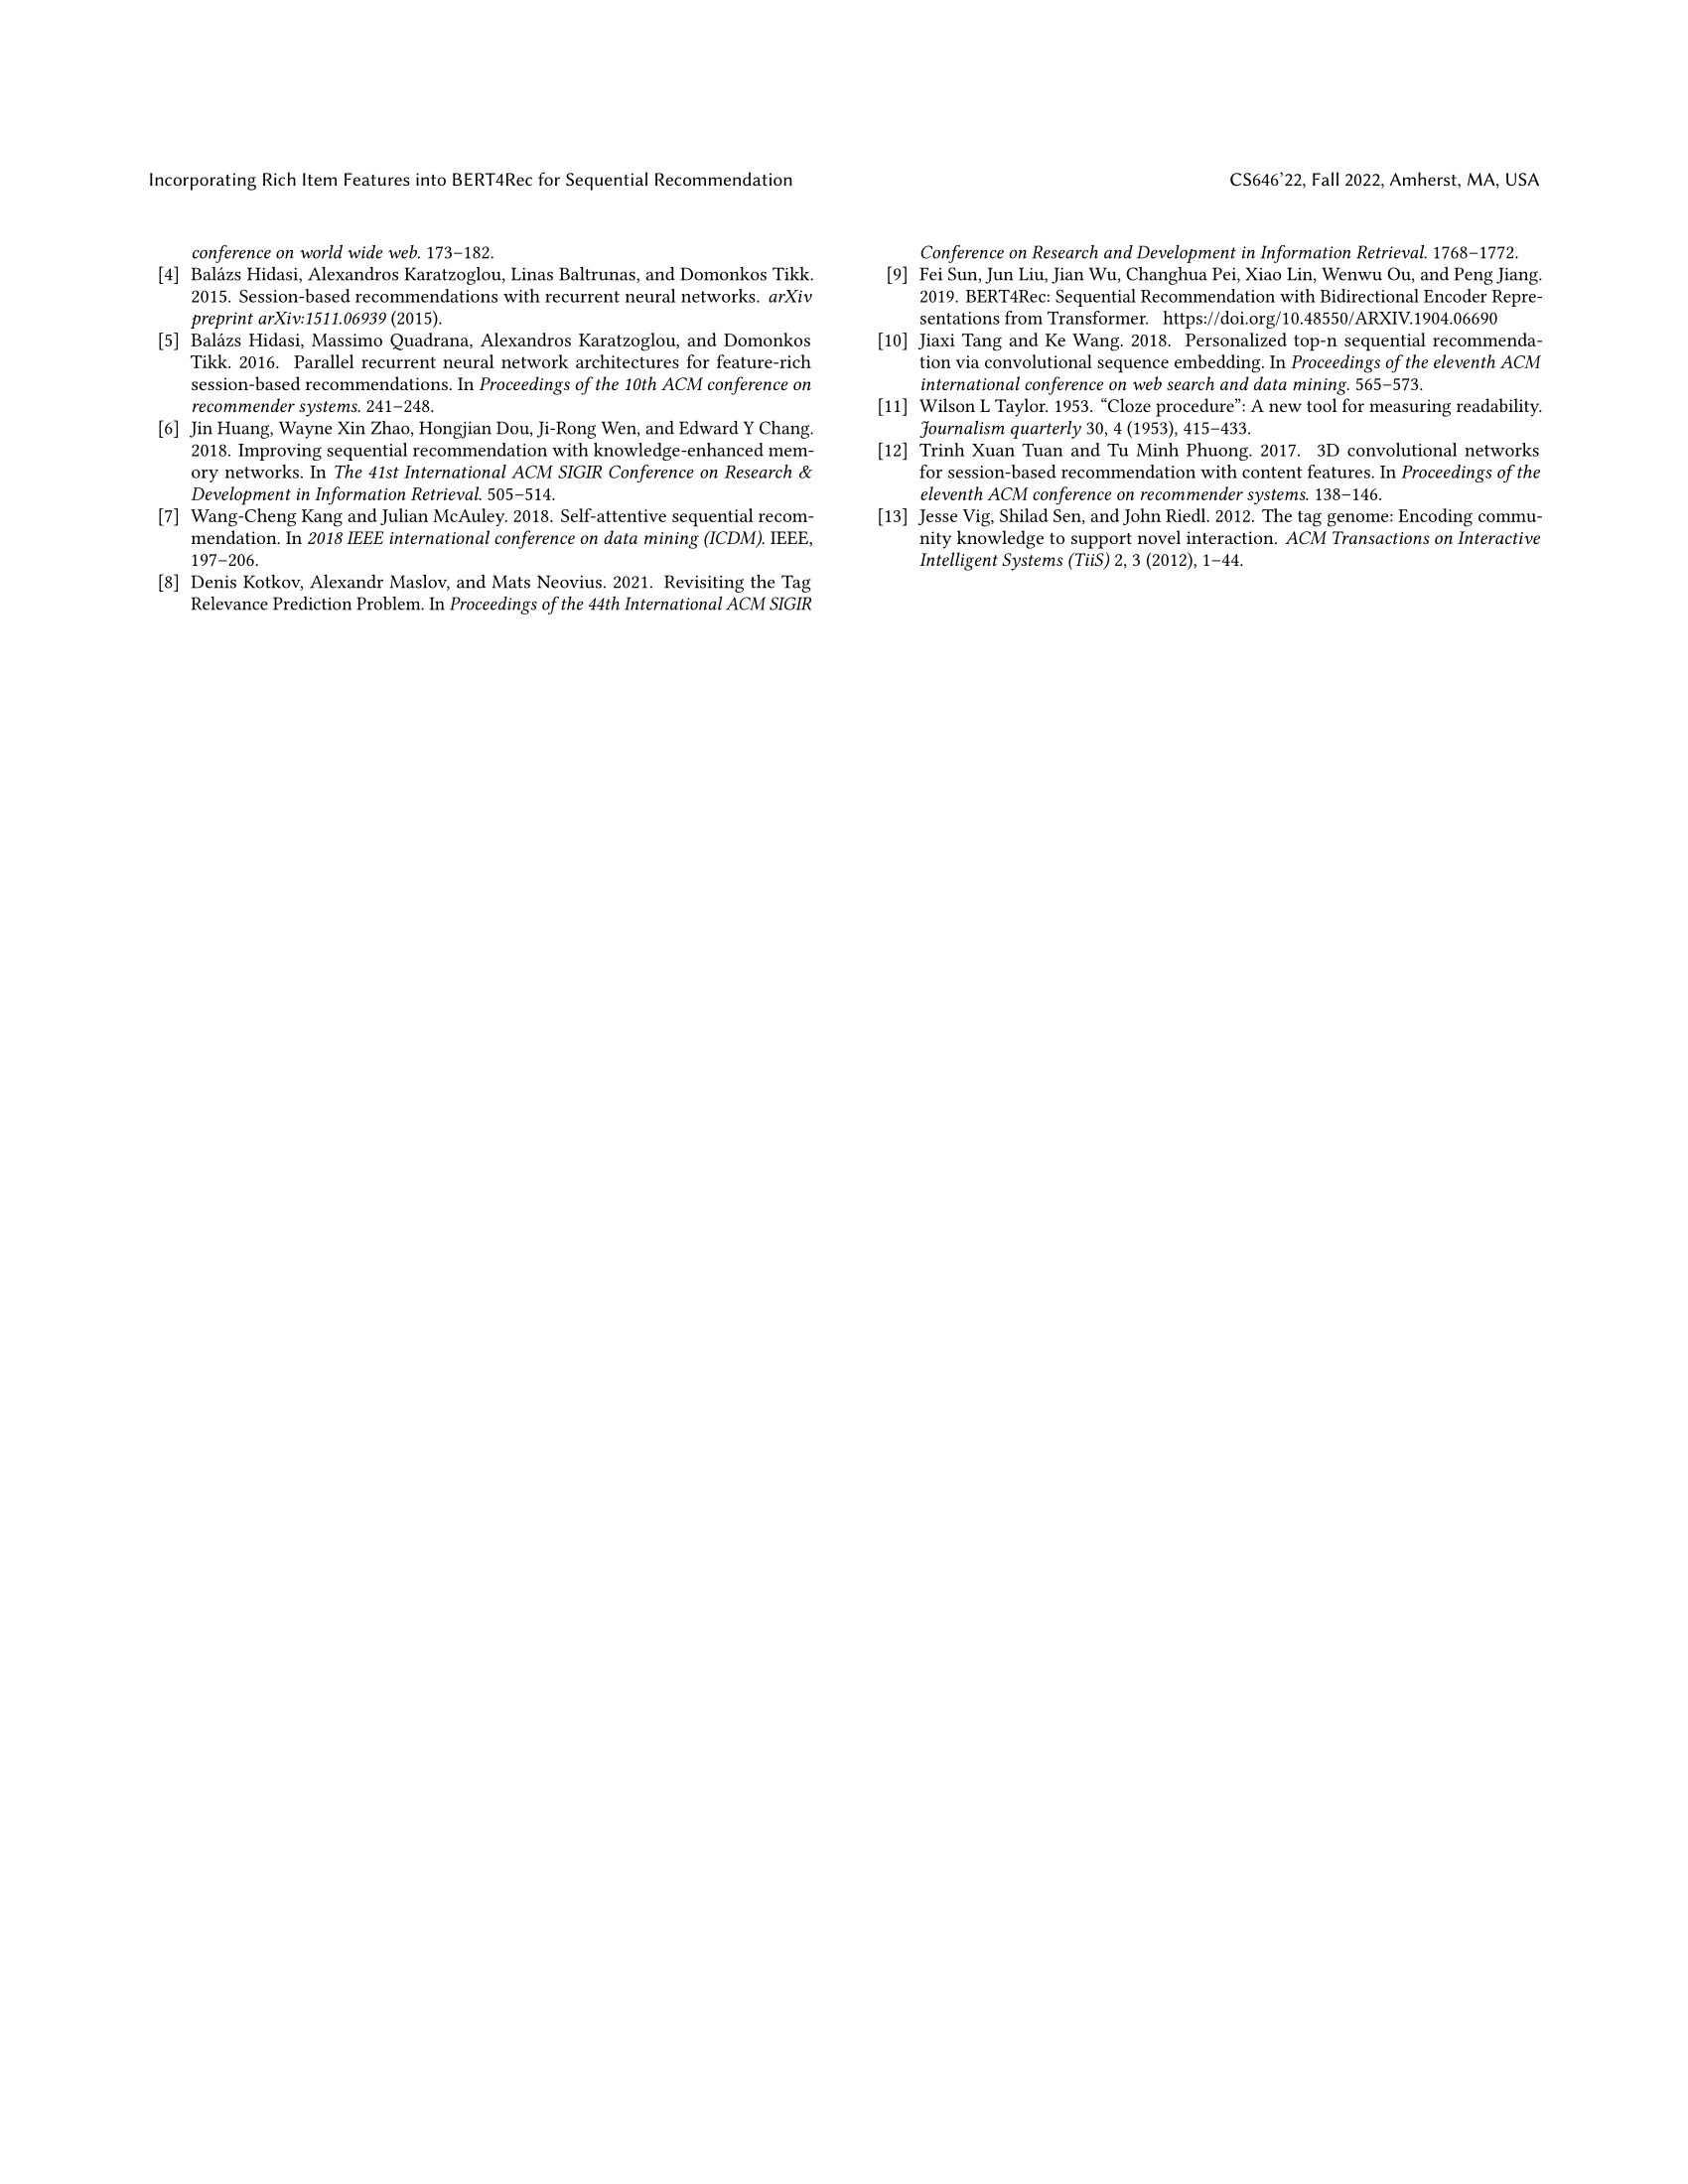 Incorporating Rich Item Features into BERT4Rec for Sequential Recommendation
CS646’22, Fall 2022, Amherst, MA, USA
conference on world wide web. 173–182.
[4] Balázs Hidasi, Alexandros Karatzoglou, Linas Baltrunas, and Domonkos Tikk.
2015. Session-based recommendations with recurrent neural networks. arXiv
preprint arXiv:1511.06939 (2015).
[5] Balázs Hidasi, Massimo Quadrana, Alexandros Karatzoglou, and Domonkos
Tikk. 2016. Parallel recurrent neural network architectures for feature-rich
session-based recommendations. In Proceedings of the 10th ACM conference on
recommender systems. 241–248.
[6] Jin Huang, Wayne Xin Zhao, Hongjian Dou, Ji-Rong Wen, and Edward Y Chang.
2018. Improving sequential recommendation with knowledge-enhanced mem-
ory networks. In The 41st International ACM SIGIR Conference on Research &
Development in Information Retrieval. 505–514.
[7] Wang-Cheng Kang and Julian McAuley. 2018. Self-attentive sequential recom-
mendation. In 2018 IEEE international conference on data mining (ICDM). IEEE,
197–206.
[8] Denis Kotkov, Alexandr Maslov, and Mats Neovius. 2021. Revisiting the Tag
Relevance Prediction Problem. In Proceedings of the 44th International ACM SIGIR
Conference on Research and Development in Information Retrieval. 1768–1772.
[9] Fei Sun, Jun Liu, Jian Wu, Changhua Pei, Xiao Lin, Wenwu Ou, and Peng Jiang.
2019. BERT4Rec: Sequential Recommendation with Bidirectional Encoder Repre-
sentations from Transformer. https://doi.org/10.48550/ARXIV.1904.06690
[10] Jiaxi Tang and Ke Wang. 2018. Personalized top-n sequential recommenda-
tion via convolutional sequence embedding. In Proceedings of the eleventh ACM
international conference on web search and data mining. 565–573.
[11] Wilson L Taylor. 1953. “Cloze procedure”: A new tool for measuring readability.
Journalism quarterly 30, 4 (1953), 415–433.
[12] Trinh Xuan Tuan and Tu Minh Phuong. 2017. 3D convolutional networks
for session-based recommendation with content features. In Proceedings of the
eleventh ACM conference on recommender systems. 138–146.
[13] Jesse Vig, Shilad Sen, and John Riedl. 2012. The tag genome: Encoding commu-
nity knowledge to support novel interaction. ACM Transactions on Interactive
Intelligent Systems (TiiS) 2, 3 (2012), 1–44.